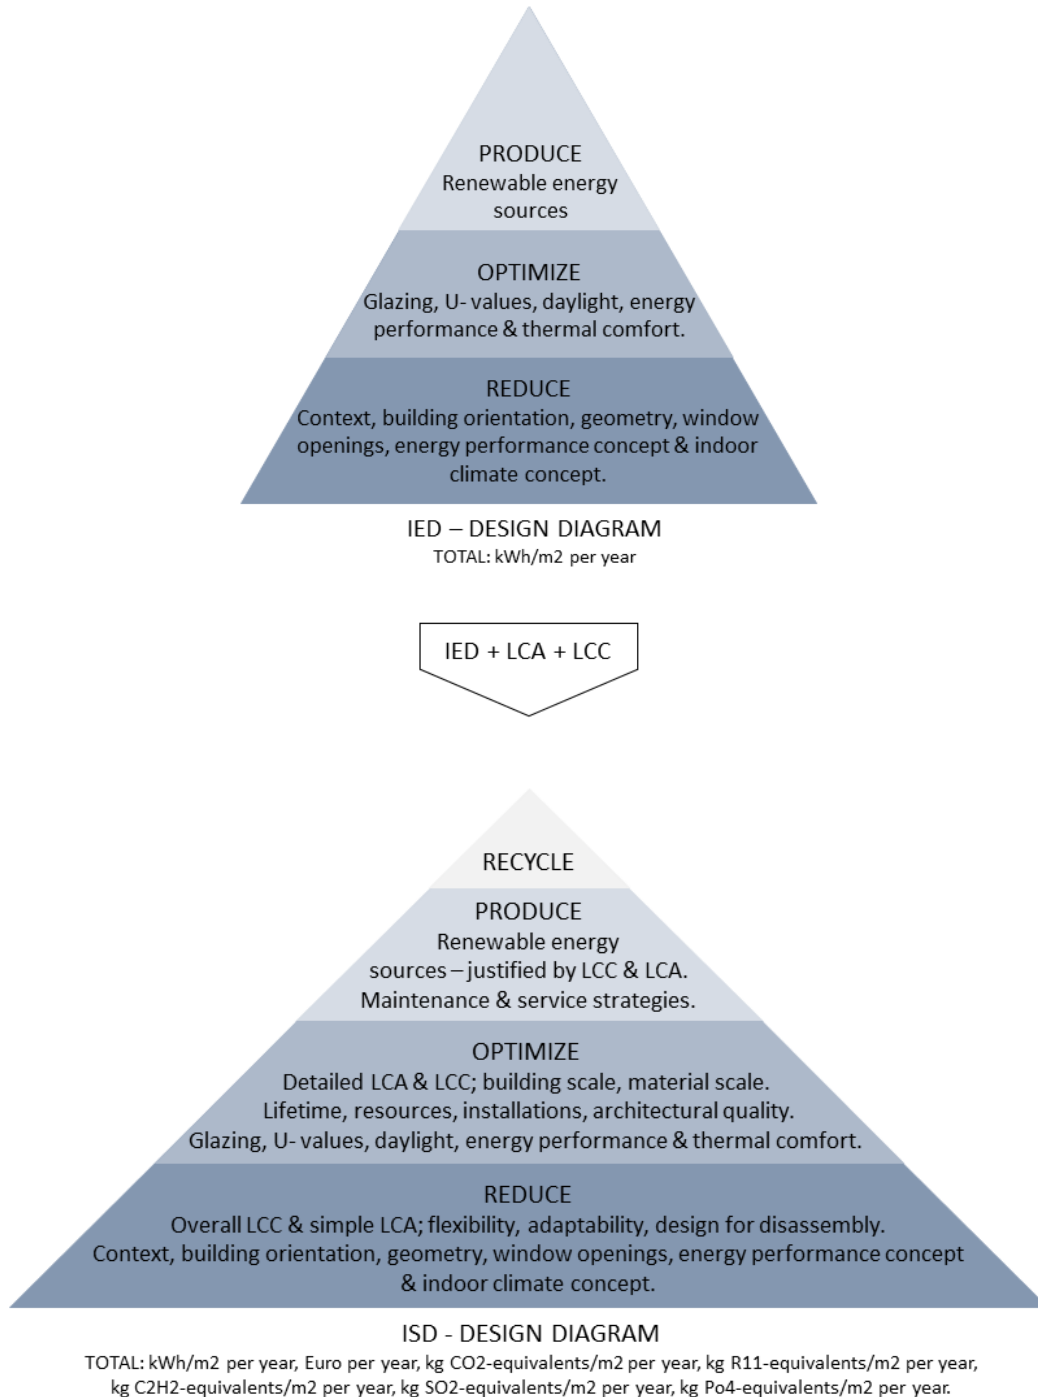 PRODUCE
Renewable energy
sources
OPTIMIZE
Glazing, U- values, daylight, energy
performance & thermal comfort.
REDUCE
Context, building orientation, geometry, window
openings, energy performance concept & indoor
climate concept.
IED – DESIGN DIAGRAM
TOTAL: kWh/m2 per year
IED + LCA + LCC
RECYCLE
PRODUCE
Renewable energy
sources – justified by LCC & LCA.
Maintenance & service strategies.
OPTIMIZE
Detailed LCA & LCC; building scale, material scale.
Lifetime, resources, installations, architectural quality.
Glazing, U- values, daylight, energy performance & thermal comfort.
REDUCE
Overall LCC & simple LCA; flexibility, adaptability, design for disassembly.
Context, building orientation, geometry, window openings, energy performance concept
& indoor climate concept.
ISD - DESIGN DIAGRAM
TOTAL: kWh/m2 per year, Euro per year, kg CO2-equivalents/m2 per year, kg R11-equivalents/m2 per year,
kg C2H2-equivalents/m2 per year, kg SO2-equivalents/m2 per year, kg Po4-equivalents/m2 per year.